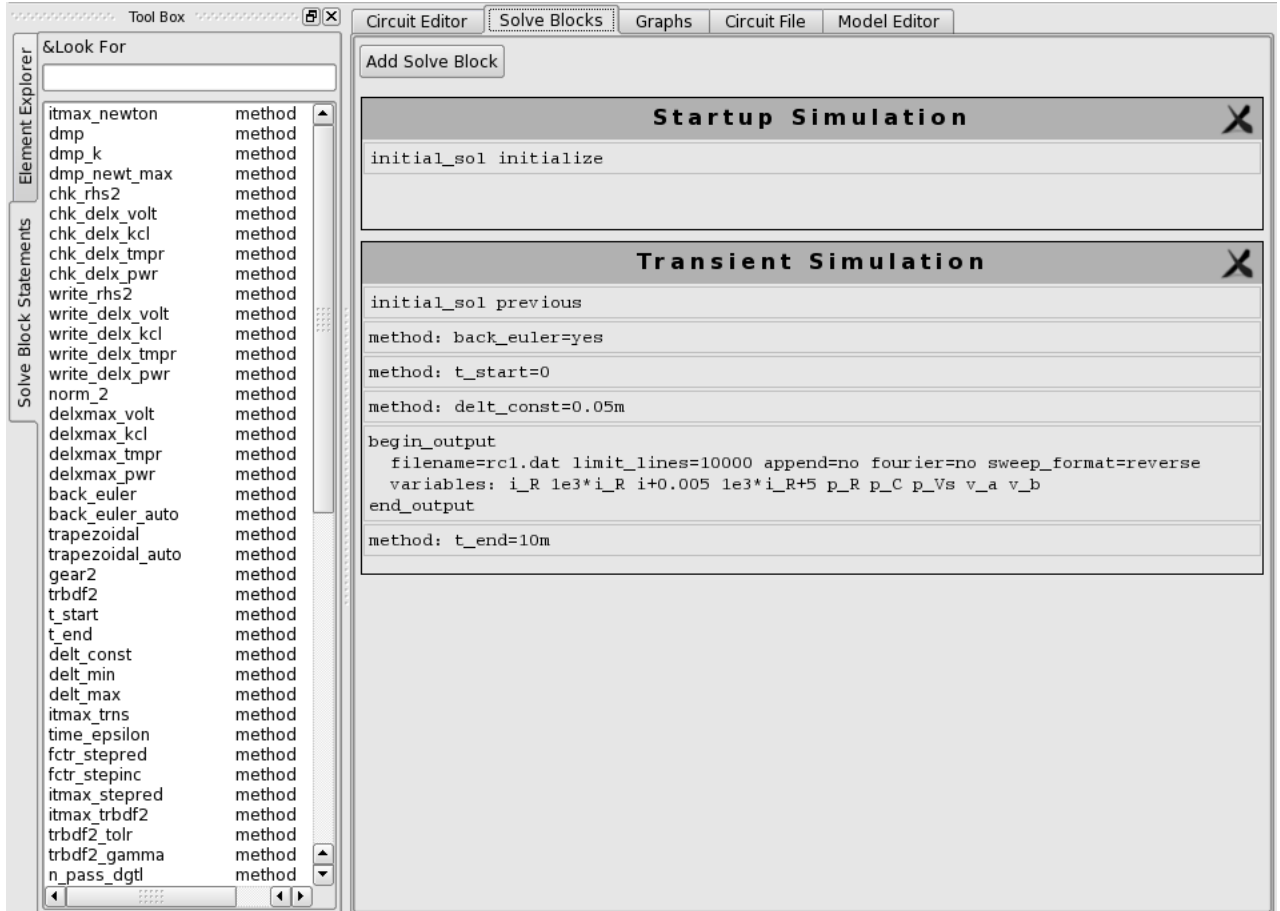 Tool Box
&Look For
Element Explorer
Solve Block Statements
itmax_newton method
dmp method
dmp_k method
dmp_newt_max method
chk_rhs2 method
chk_delx_volt method
chk_delx_kcl method
chk_delx_tmpr method
chk_delx_pwr method
write_rhs2 method
write_delx_volt method
write_delx_kcl method
write_delx_tmpr method
write_delx_pwr method
norm_2 method
delxmax_volt method
delxmax_kcl method
delxmax_tmpr method
delxmax_pwr method
back_euler method
back_euler_auto method
trapezoidal method
trapezoidal_auto method
gear2 method
trbdf2 method
t_start method
t_end method
delt_const method
delt_min method
delt_max method
itmax_trns method
time_epsilon method
fctr_stepred method
fctr_stepinc method
itmax_stepred method
itmax_trbdf2 method
trbdf2_tolr method
trbdf2_gamma method
n_pass_dgtl method
Circuit Editor Solve Blocks Graphs Circuit File Model Editor
Add Solve Block
Startup Simulation
initial_sol initialize
Transient Simulation
initial_sol previous
method: back_euler=yes
method: t_start=0
method: delt_const=0.05m
begin_output
filename=rc1.dat limit_lines=10000 append=no fourier=no sweep_format=reverse
variables: i_R 1e3*i_R i+0.005 1e3*i_R+5 p_R p_C p_Vs v_a v_b
end_output
method: t_end=10m